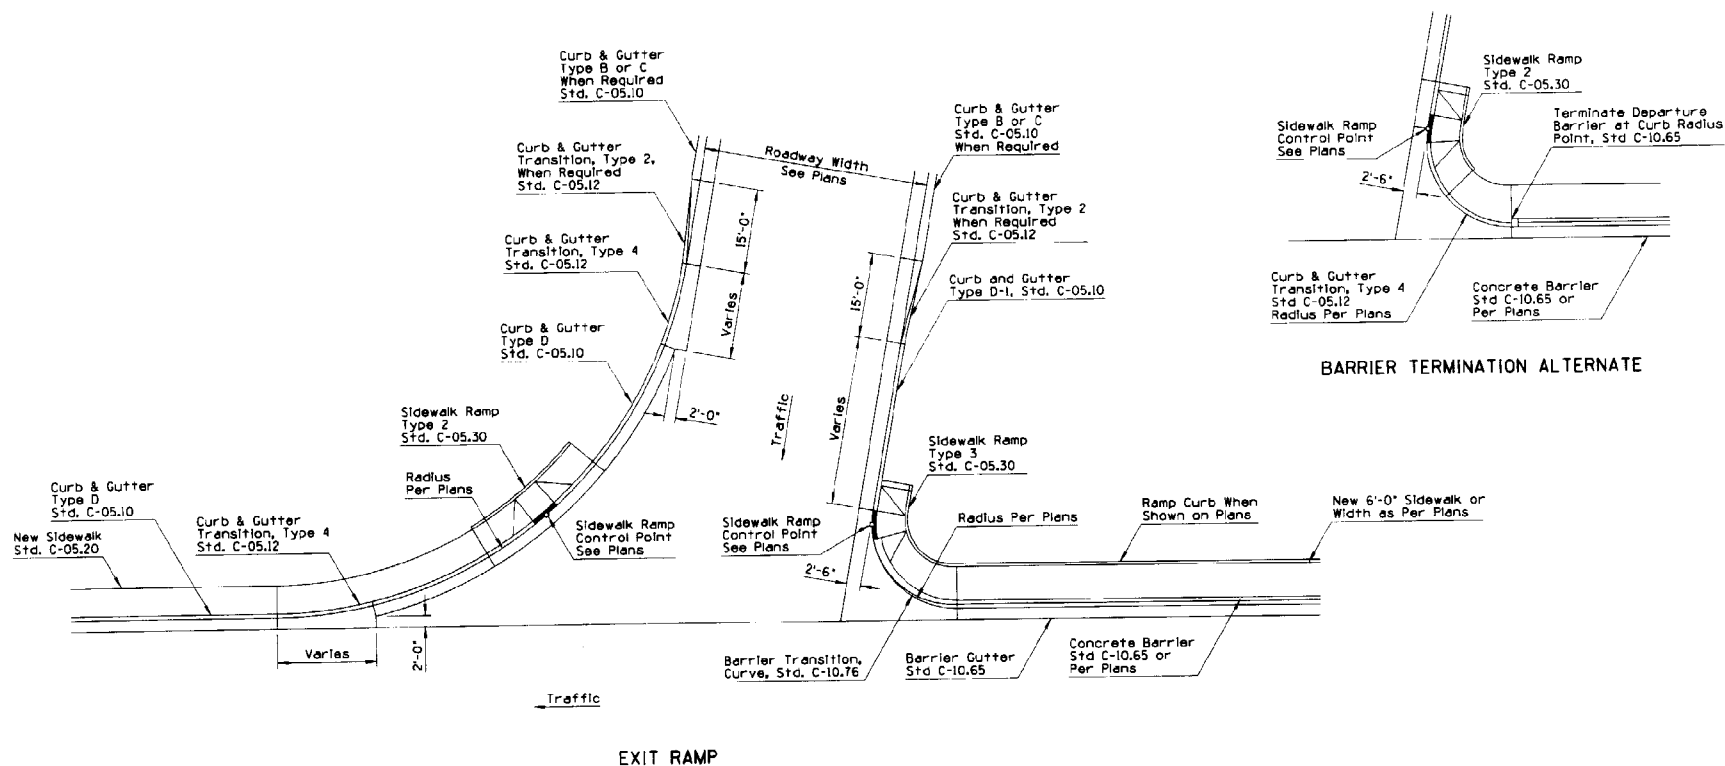 Curb & Gutter
Type B or C
When Required
Std. C-05.10
Curb & Gutter
Transition, Type 2,
When Required
Std. C-05.12
Curb & Gutter
Transition, Type 4
Std. C-05.12
Curb & Gutter
Type D
Std. C-05.10
Sidewalk Ramp
Type 2
Std. C-05.30
Radius
Per Plans
Curb & Gutter
Type D
Std. C-05.10
New Sidewalk
Std. C-05.20
Curb & Gutter
Transition, Type 4
Std. C-05.12
Varies
2'-0"
Sidewalk Ramp
Control Point
See Plans
Roadway Width
See Plans
15'-0"
Varies
2'-0"
Traffic
Traffic
Curb & Gutter
Type B or C
Std. C-05.10
When Required
Curb & Gutter
Transition, Type 2
When Required
Std. C-05.12
Curb and Gutter
Type D-1, Std. C-05.10
15'-0"
Varies
Sidewalk Ramp
Type 3
Std. C-05.30
Sidewalk Ramp
Control Point
See Plans
2'-6"
Radius Per Plans
Ramp Curb When
Shown on Plans
New 6'-0" Sidewalk or
Width as Per Plans
Barrier Transition,
Curve, Std. C-10.76
Barrier Gutter
Std C-10.65
Concrete Barrier
Std C-10.65 or
Per Plans
EXIT RAMP
Sidewalk Ramp
Type 2
Std. C-05.30
Sidewalk Ramp
Control Point
See Plans
Terminate Departure
Barrier at Curb Radius
Point, Std C-10.65
2'-6"
Curb & Gutter
Transition, Type 4
Std C-05.12
Radius Per Plans
Concrete Barrier
Std C-10.65 or
Per Plans
BARRIER TERMINATION ALTERNATE